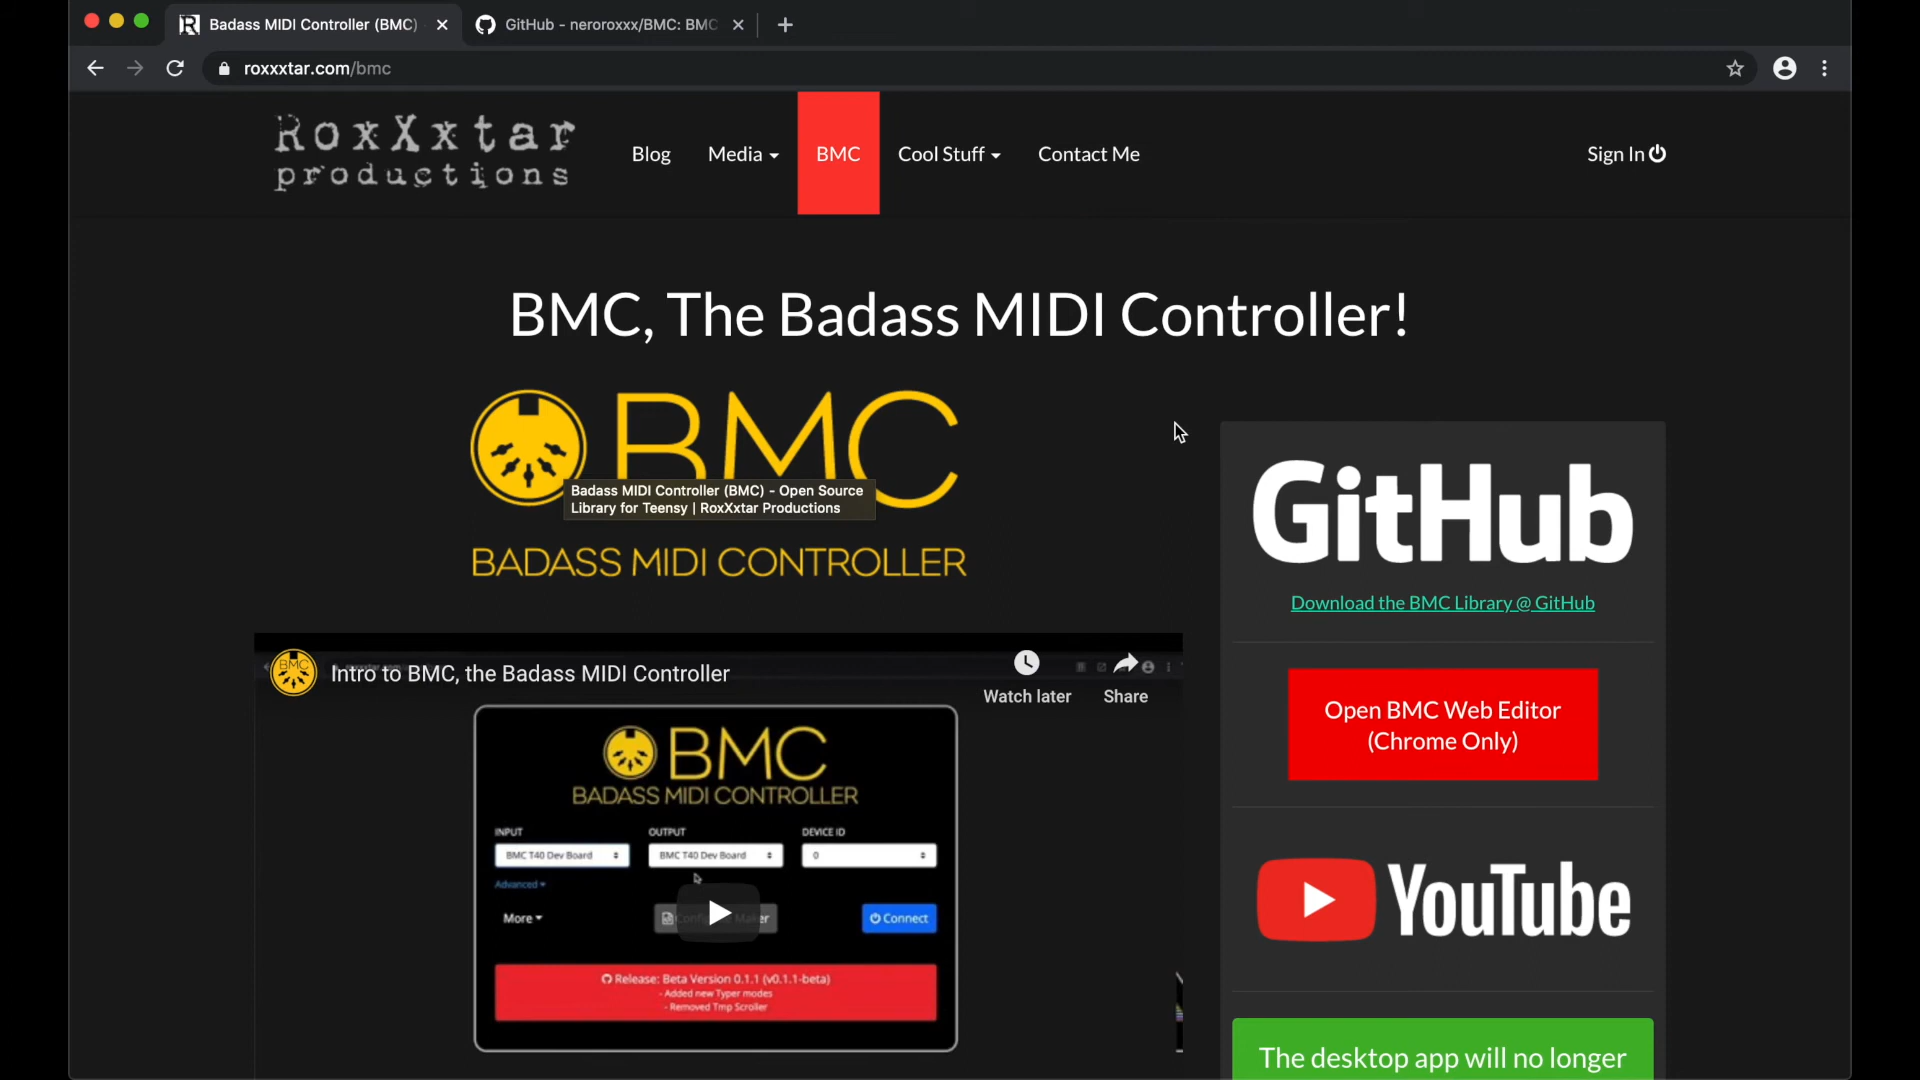 Badass MIDI Controller (BMC)
GitHub - neroroxxx/BMC: BMC
roxxxtar.com/bmc
RoxXxtar
productions
Blog
Media
BMC
Cool Stuff
Contact Me
Sign In
BMC, The Badass MIDI Controller!
BMC
Badass MIDI Controller (BMC) - Open Source
Library for Teensy | RoxXxtar Productions
BADASS MIDI CONTROLLER
GitHub
Download the BMC Library @ GitHub
Open BMC Web Editor
(Chrome Only)
YouTube
The desktop app will no longer
BMC
Intro to BMC, the Badass MIDI Controller
Watch later
Share
BMC
BADASS MIDI CONTROLLER
INPUT
OUTPUT
DEVICE ID
BMC T40 Dev Board
BMC T40 Dev Board
0
Advanced
More
Connect
Release: Beta Version 0.1.1 (v0.1.1-beta)
- Added new Typer modes
- Removed Tmp Scroller